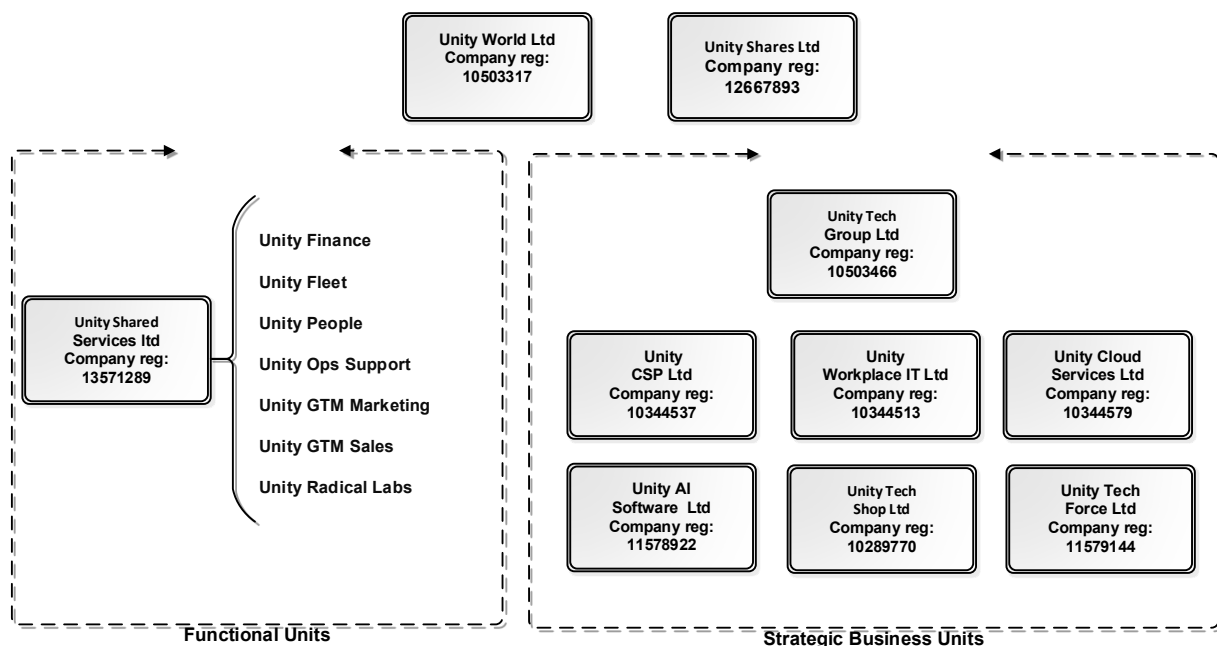 Unity World Ltd
Company reg:
10503317
Unity Shares Ltd
Company reg:
12667893
Unity Shared
Services ltd
Company reg:
13571289
Unity Finance
Unity Fleet
Unity People
Unity Ops Support
Unity GTM Marketing
Unity GTM Sales
Unity Radical Labs
Functional Units
Unity Tech
Group Ltd
Company reg:
10503466
Unity
CSP Ltd
Company reg:
10344537
Unity
Workplace IT Ltd
Company reg:
10344513
Unity Cloud
Services Ltd
Company reg:
10344579
Unity AI
Software Ltd
Company reg:
11578922
Unity Tech
Shop Ltd
Company reg:
10289770
Unity Tech
Force Ltd
Company reg:
11579144
Strategic Business Units